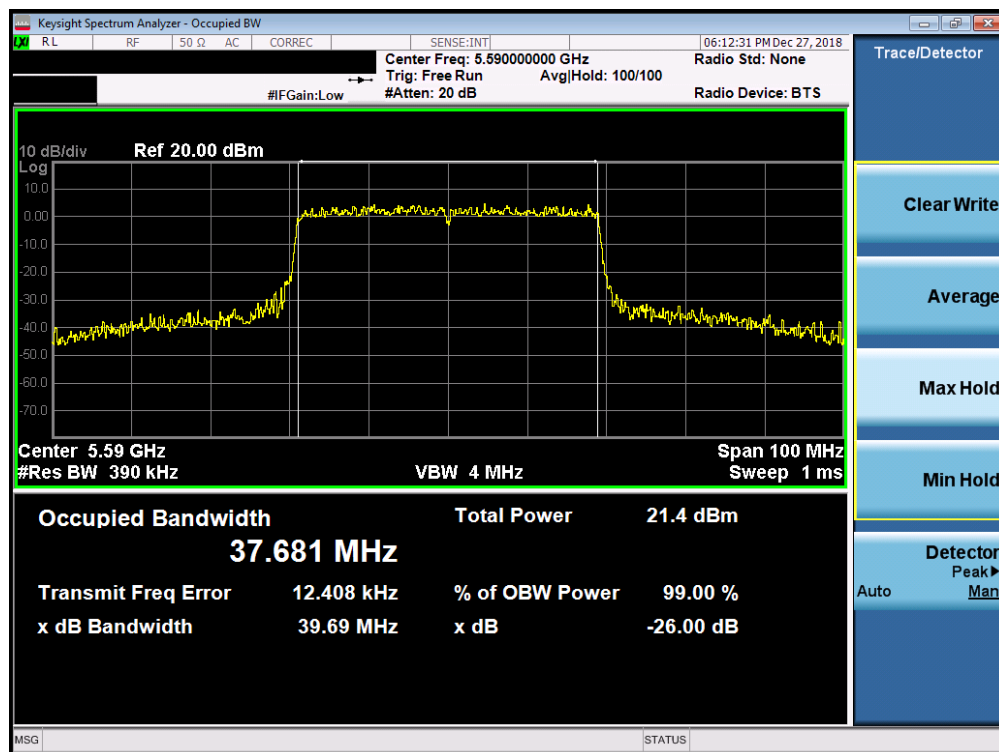 Keysight Spectrum Analyzer - Occupied BW
LXI RL RF 50 Ω AC CORREC SENSE:INT 06:12:31 PM Dec 27, 2018
Center Freq: 5.590000000 GHz Radio Std: None
Trig: Free Run Avg|Hold: 100/100
#IFGain:Low #Atten: 20 dB Radio Device: BTS
10 dB/div Ref 20.00 dBm
Log
10.0
0.00
-10.0
-20.0
-30.0
-40.0
-50.0
-60.0
-70.0
Center 5.59 GHz Span 100 MHz
#Res BW 390 kHz VBW 4 MHz Sweep 1 ms
Occupied Bandwidth Total Power 21.4 dBm
37.681 MHz
Transmit Freq Error 12.408 kHz % of OBW Power 99.00 %
x dB Bandwidth 39.69 MHz x dB -26.00 dB
Trace/Detector
Clear Write
Average
Max Hold
Min Hold
Detector
Peak▶
Auto Man
MSG STATUS